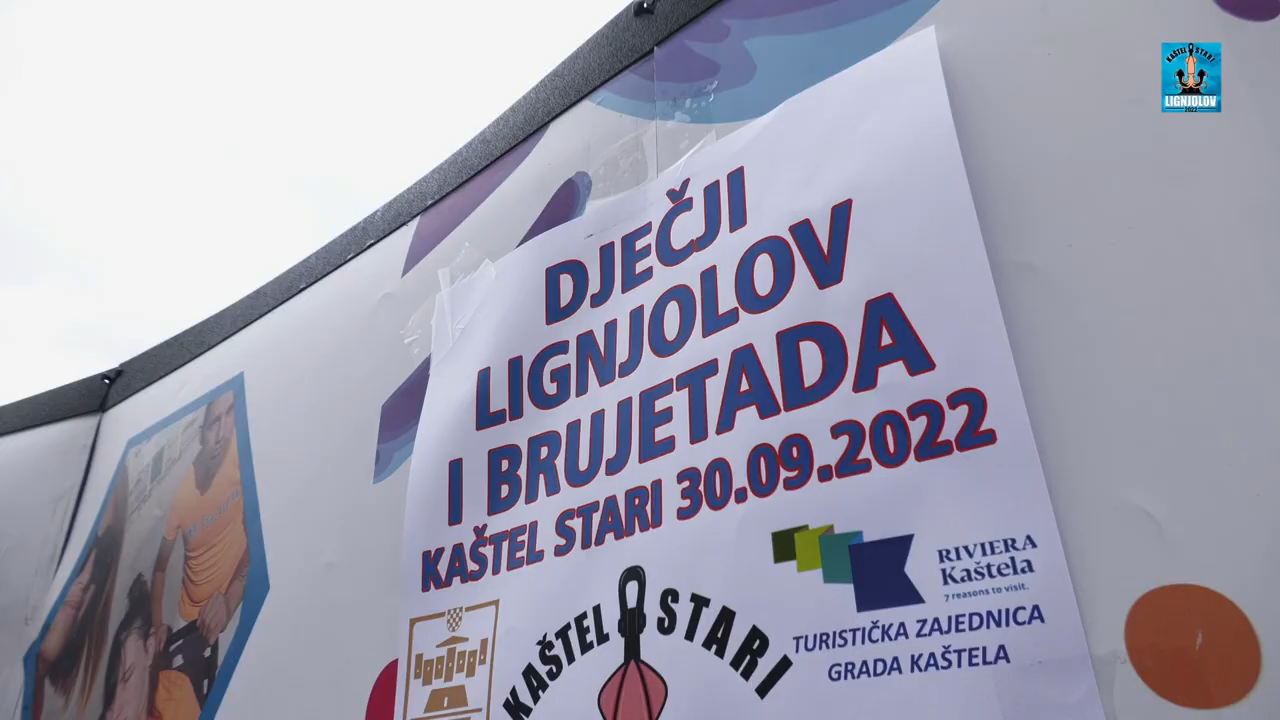 KAŠTEL STARI
LIGNJOLOV
2022
DJEČJI
LIGNJOLOV
I BRUJETADA
KAŠTEL STARI 30.09.2022
RIVIERA
Kaštela
7 reasons to visit.
TURISTIČKA ZAJEDNICA
GRADA KAŠTELA
KAŠTEL STARI